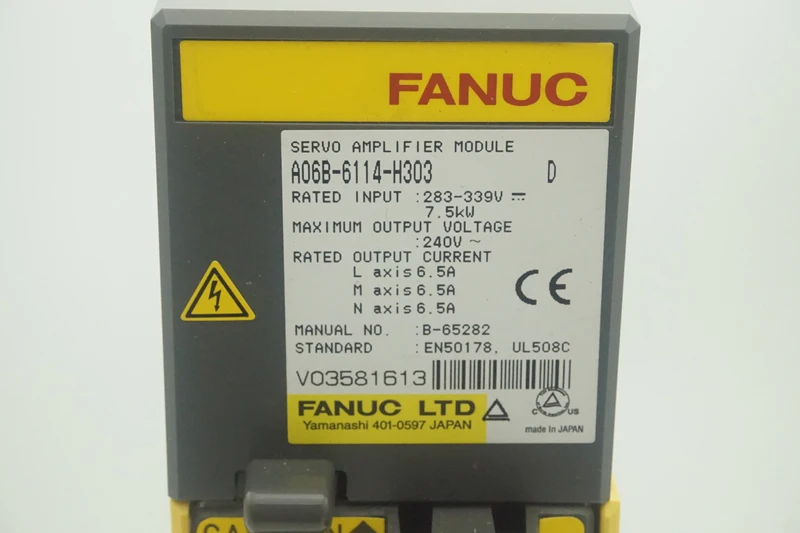 FANUC
SERVO AMPLIFIER MODULE
A06B-6114-H303 D
RATED INPUT :283-339V ⎓
7.5kW
MAXIMUM OUTPUT VOLTAGE
:240V ~
RATED OUTPUT CURRENT
L axis 6.5A
M axis 6.5A
N axis 6.5A
CE
MANUAL NO. :B-65282
STANDARD :EN50178, UL508C
V03581613
FANUC LTD
Yamanashi 401-0597 JAPAN
C US
made in JAPAN